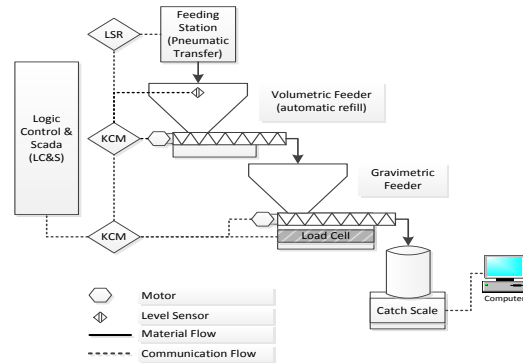 LSR
Feeding
Station
(Pneumatic
Transfer)
Logic
Control &
Scada
(LC&S)
Volumetric Feeder
(automatic refill)
KCM
Gravimetric
Feeder
KCM
Load Cell
Catch Scale
Computer
Motor
Level Sensor
Material Flow
Communication Flow